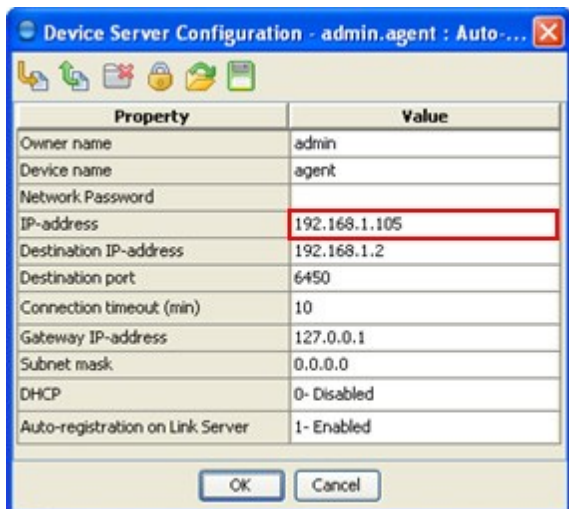 Device Server Configuration - admin.agent : Auto-...
Property Value
Owner name admin
Device name agent
Network Password
IP-address 192.168.1.105
Destination IP-address 192.168.1.2
Destination port 6450
Connection timeout (min) 10
Gateway IP-address 127.0.0.1
Subnet mask 0.0.0.0
DHCP 0- Disabled
Auto-registration on Link Server 1- Enabled
OK Cancel